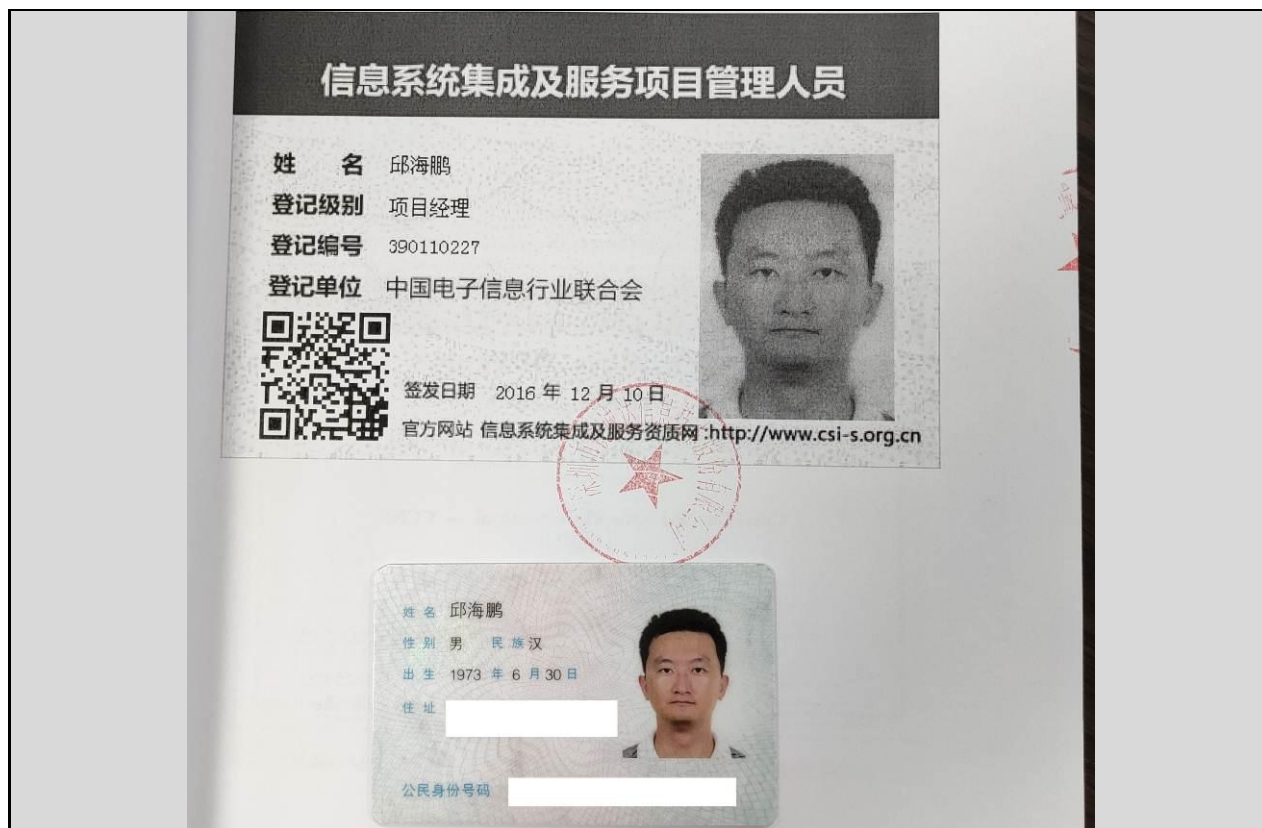 信息系统集成及服务项目管理人员
姓 名 邱海鹏
登记级别 项目经理
登记编号 390110227
登记单位 中国电子信息行业联合会
签发日期 2016 年 12 月 10 日
官方网站 信息系统集成及服务资质网:http://www.csi-s.org.cn
姓 名 邱海鹏
性 别 男 民 族 汉
出 生 1973 年 6 月 30 日
住 址
公民身份号码